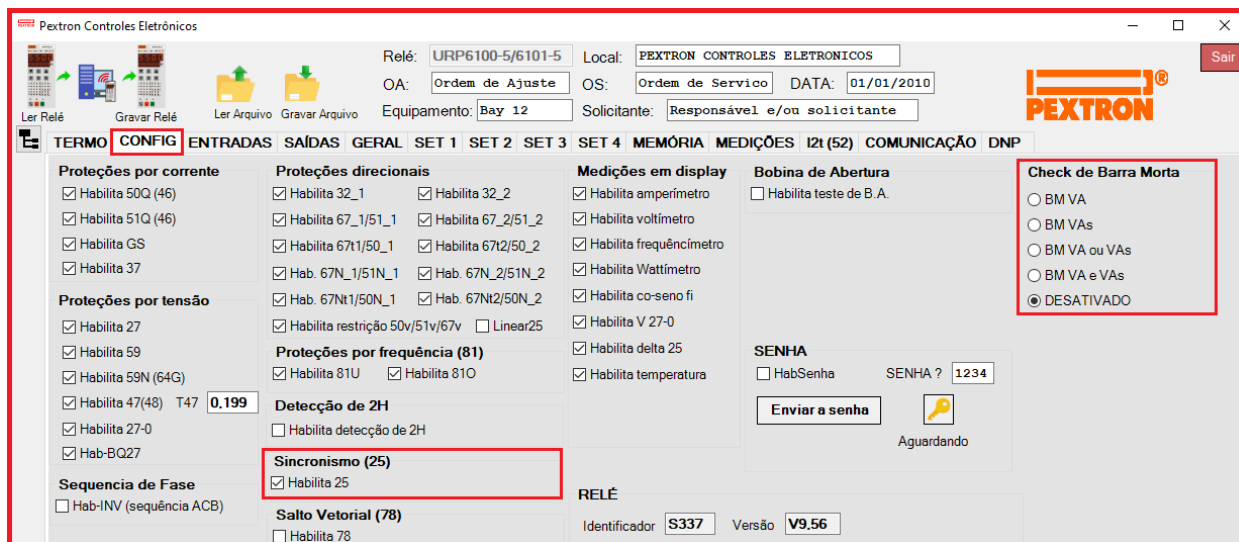 Pextron Controles Eletrônicos
Relé: URP6100-5/6101-5 Local: PEXTRON CONTROLES ELETRONICOS Sair
OA: Ordem de Ajuste OS: Ordem de Servico DATA: 01/01/2010
Ler Relé Gravar Relé Ler Arquivo Gravar Arquivo Equipamento: Bay 12 Solicitante: Responsável e/ou solicitante PEXTRON ®
TERMO CONFIG ENTRADAS SAÍDAS GERAL SET 1 SET 2 SET 3 SET 4 MEMÓRIA MEDIÇÕES I2t (52) COMUNICAÇÃO DNP
Proteções por corrente
Habilita 50Q (46)
Habilita 51Q (46)
Habilita GS
Habilita 37
Proteções por tensão
Habilita 27
Habilita 59
Habilita 59N (64G)
Habilita 47(48) T47 0,199
Habilita 27-0
Hab-BQ27
Sequencia de Fase
Hab-INV (sequência ACB)
Proteções direcionais
Habilita 32_1 Habilita 32_2
Habilita 67_1/51_1 Habilita 67_2/51_2
Habilita 67t1/50_1 Habilita 67t2/50_2
Hab. 67N_1/51N_1 Hab. 67N_2/51N_2
Hab. 67Nt1/50N_1 Hab. 67Nt2/50N_2
Habilita restrição 50v/51v/67v Linear25
Proteções por frequência (81)
Habilita 81U Habilita 81O
Detecção de 2H
Habilita detecção de 2H
Sincronismo (25)
Habilita 25
Salto Vetorial (78)
Habilita 78
Medições em display
Habilita amperímetro
Habilita voltímetro
Habilita frequêncímetro
Habilita Wattímetro
Habilita co-seno fi
Habilita V 27-0
Habilita delta 25
Habilita temperatura
Bobina de Abertura
Habilita teste de B.A.
SENHA
HabSenha SENHA ? 1234
Enviar a senha
Aguardando
RELÉ
Identificador S337 Versão V9,56
Check de Barra Morta
BM VA
BM VAs
BM VA ou VAs
BM VA e VAs
DESATIVADO